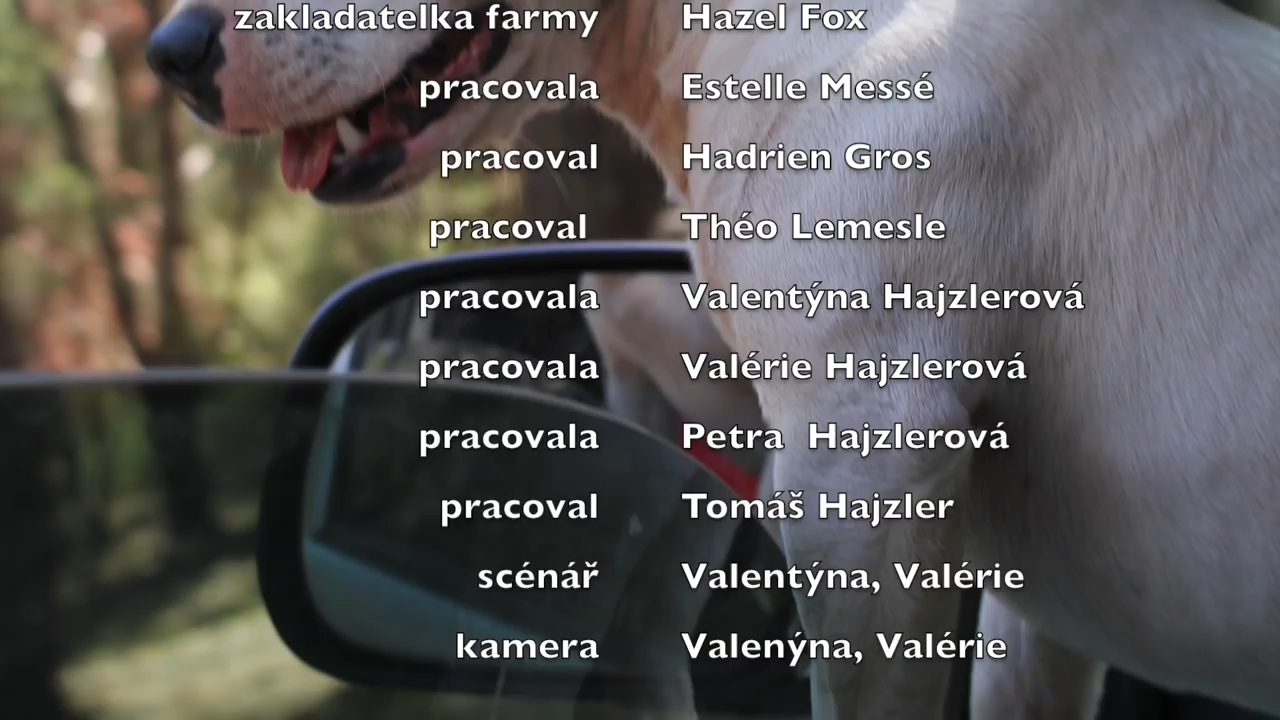 zakladatelka farmy Hazel Fox
pracovala Estelle Messé
pracoval Hadrien Gros
pracoval Théo Lemesle
pracovala Valentýna Hajzlerová
pracovala Valérie Hajzlerová
pracovala Petra Hajzlerová
pracoval Tomáš Hajzler
scénář Valentýna, Valérie
kamera Valenýna, Valérie